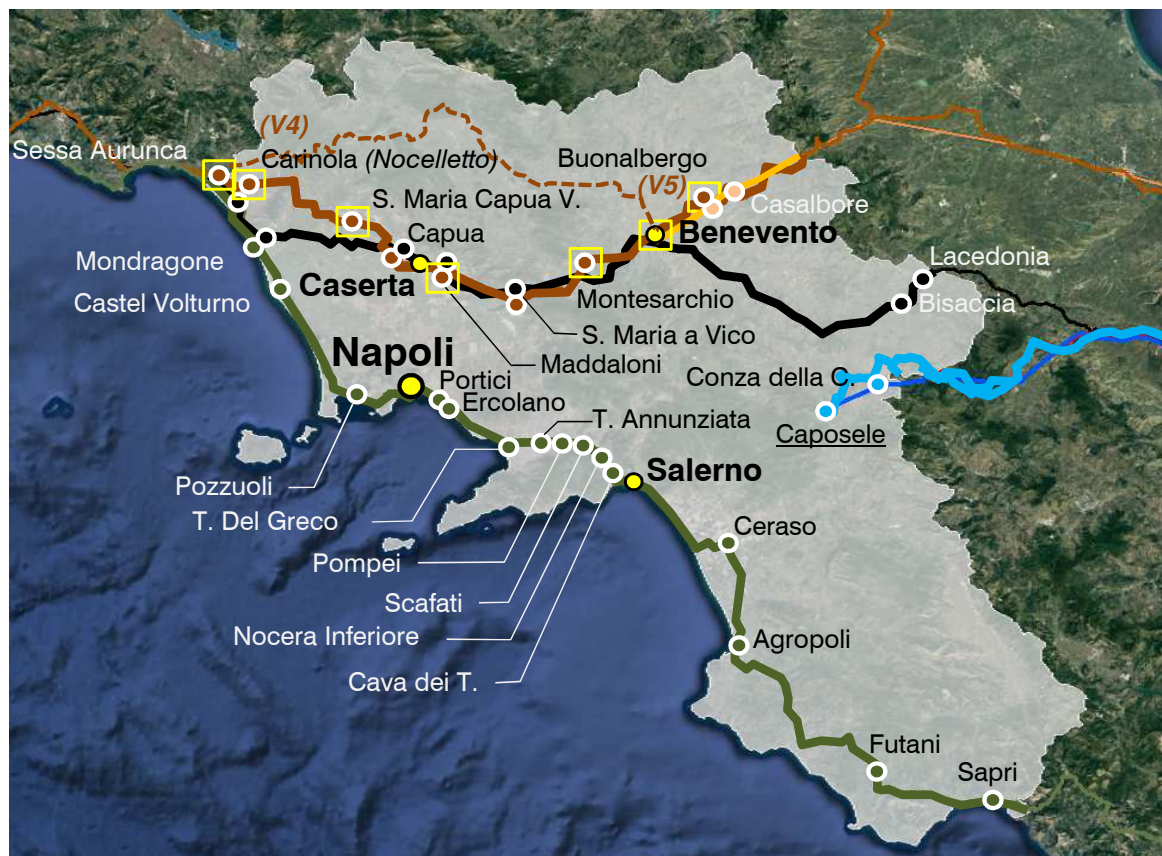 (V4)
Sessa Aurunca
Carinola (Nocelletto)
Buonalbergo
(V5)
S. Maria Capua V.
Casalbore
Capua
Benevento
Mondragone
Lacedonia
Caserta
Castel Volturno
Montesarchio
Bisaccia
S. Maria a Vico
Napoli
Maddaloni
Portici
Conza della C.
Ercolano
T. Annunziata
Caposele
Salerno
Pozzuoli
T. Del Greco
Ceraso
Pompei
Scafati
Nocera Inferiore
Agropoli
Cava dei T.
Futani
Sapri